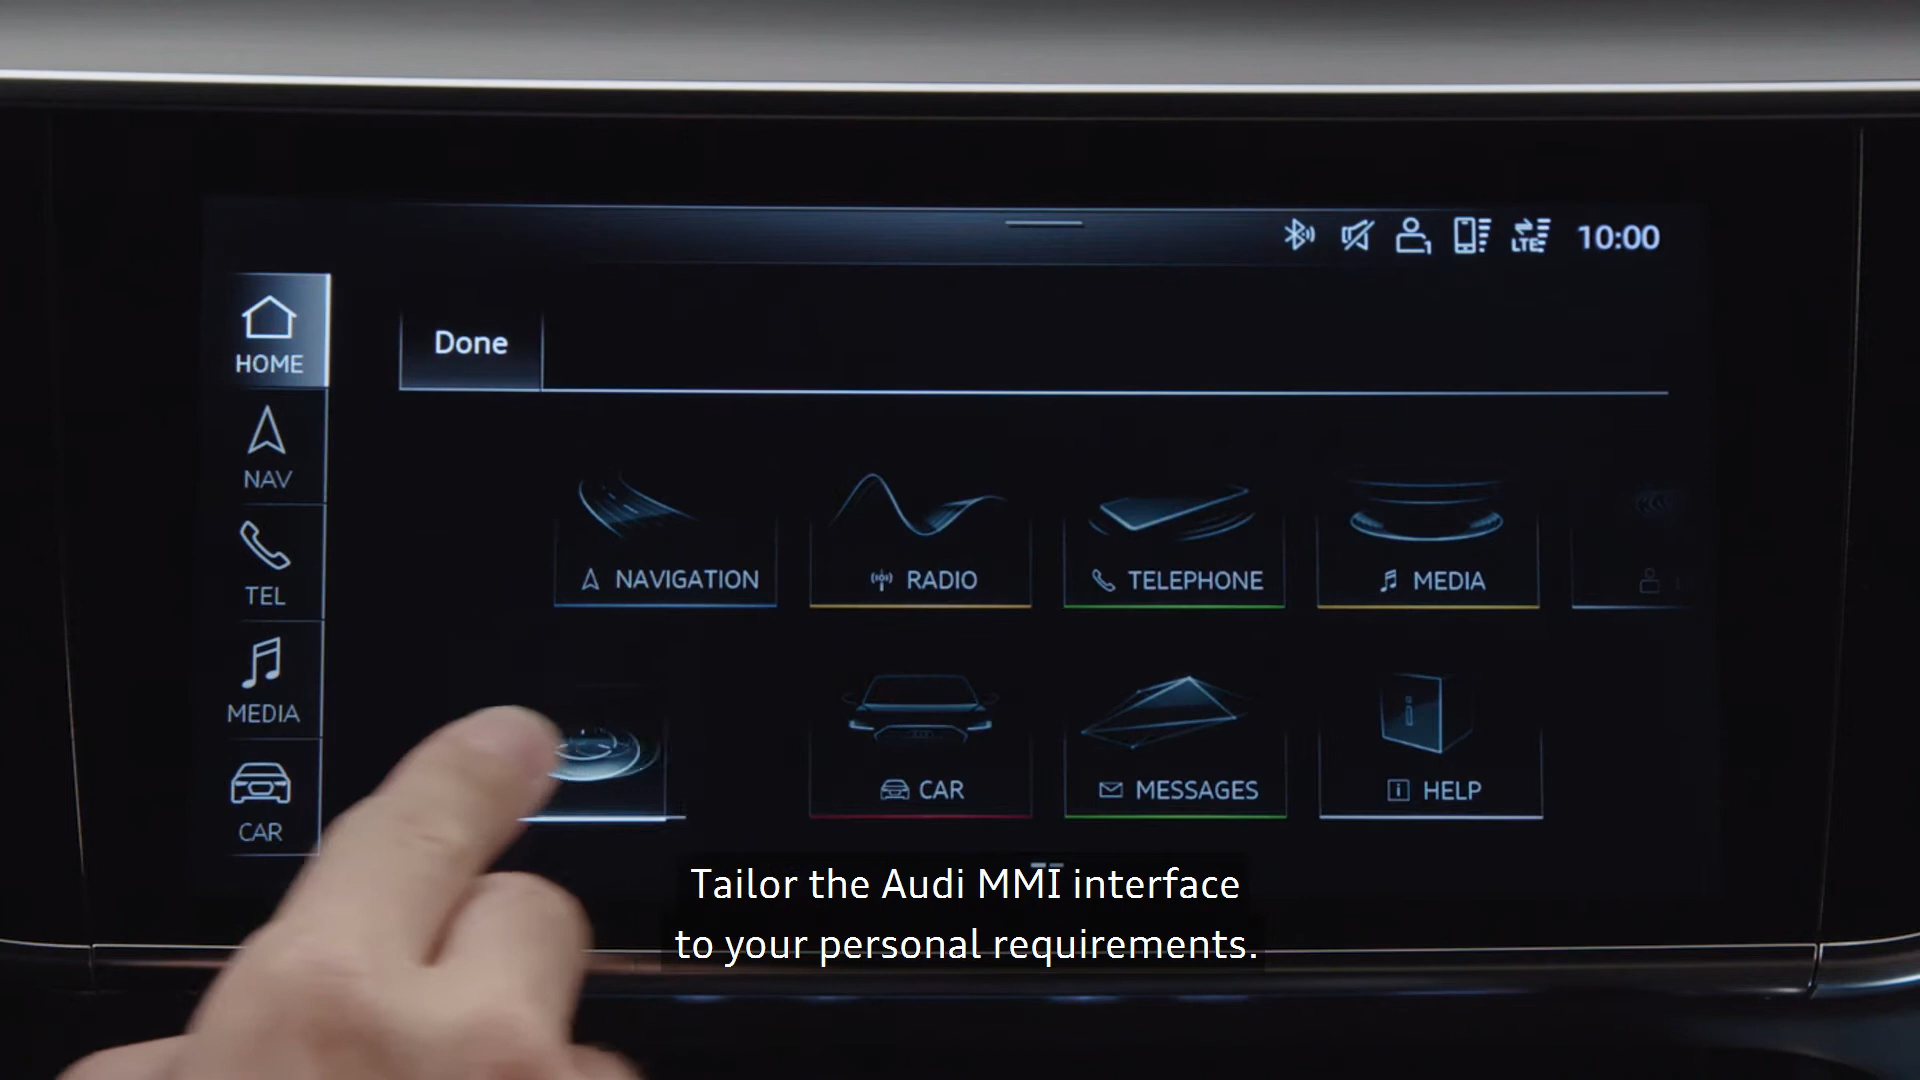 LTE 10:00
HOME
Done
NAV
TEL
MEDIA
CAR
NAVIGATION
RADIO
TELEPHONE
MEDIA
CAR
MESSAGES
HELP
Tailor the Audi MMI interface
to your personal requirements.